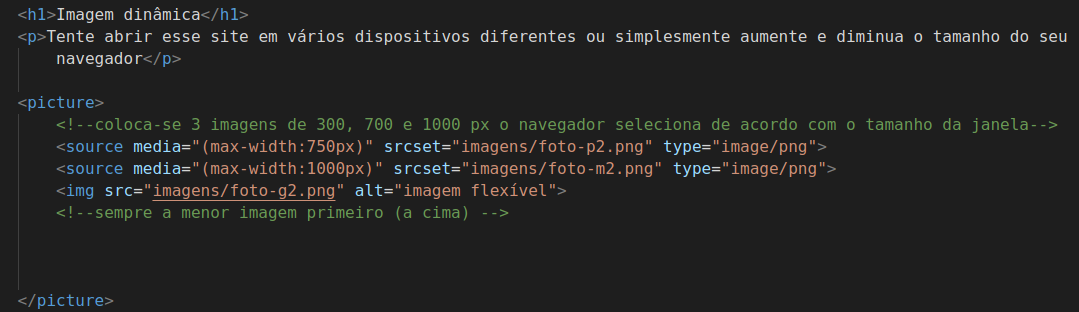 <h1>Imagem dinâmica</h1>
<p>Tente abrir esse site em vários dispositivos diferentes ou simplesmente aumente e diminua o tamanho do seu
navegador</p>
<picture>
<!--coloca-se 3 imagens de 300, 700 e 1000 px o navegador seleciona de acordo com o tamanho da janela-->
<source media="(max-width:750px)" srcset="imagens/foto-p2.png" type="image/png">
<source media="(max-width:1000px)" srcset="imagens/foto-m2.png" type="image/png">
<img src="imagens/foto-g2.png" alt="imagem flexível">
<!--sempre a menor imagem primeiro (a cima) -->
</picture>